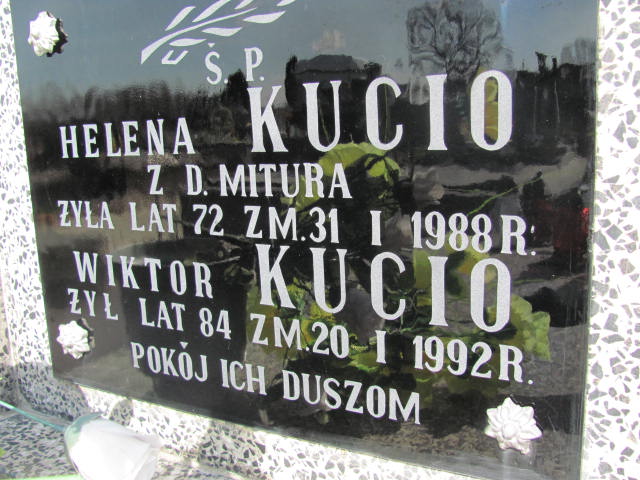 Ś. P.
HELENA KUCIO
Z D. MITURA
ŻYŁA LAT 72 ZM. 31 I 1988 R.
WIKTOR KUCIO
ŻYŁ LAT 84 ZM. 20 I 1992 R.
POKÓJ ICH DUSZOM